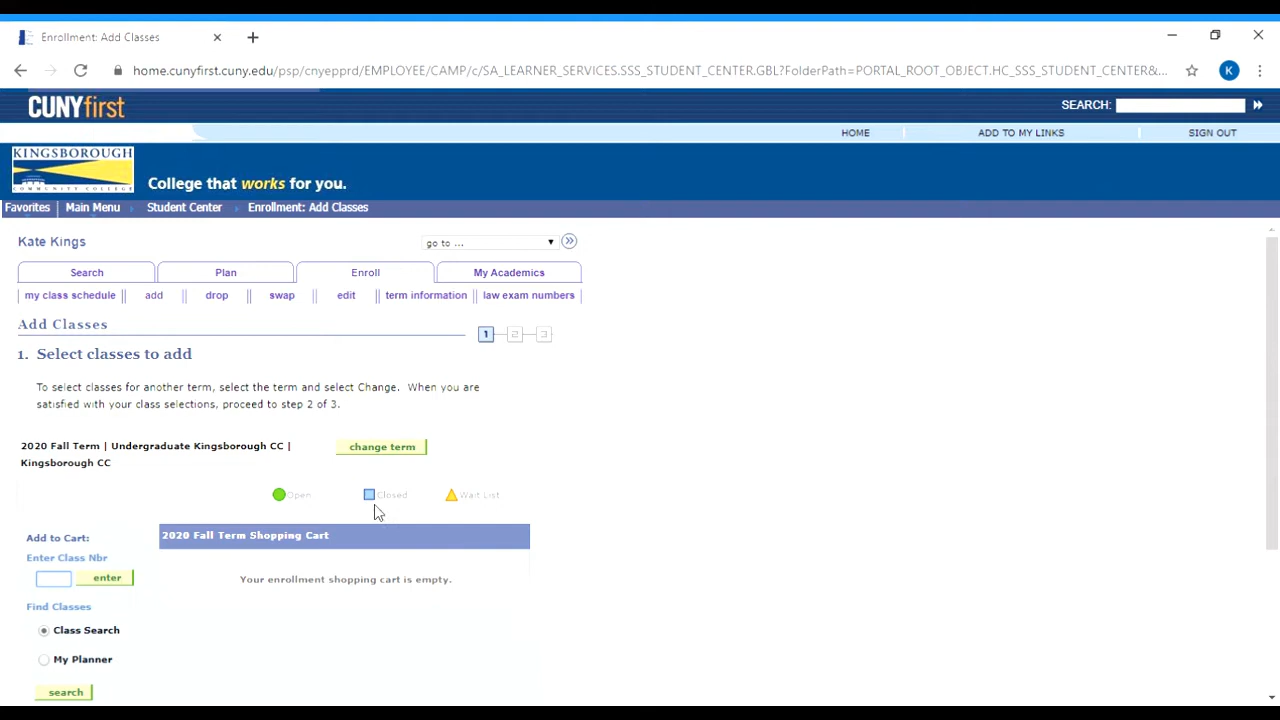 Enrollment: Add Classes
home.cunyfirst.cuny.edu/psp/cnyepprd/EMPLOYEE/CAMP/c/SA_LEARNER_SERVICES.SSS_STUDENT_CENTER.GBL?FolderPath=PORTAL_ROOT_OBJECT.HC_SSS_STUDENT_CENTER&...
K
CUNYfirst
SEARCH:
HOME
ADD TO MY LINKS
SIGN OUT
KINGSBOROUGH
COMMUNITY COLLEGE
College that works for you.
Favorites
Main Menu
Student Center
Enrollment: Add Classes
Kate Kings
go to ...
Search
Plan
Enroll
My Academics
my class schedule
add
drop
swap
edit
term information
law exam numbers
Add Classes
1
2
3
1. Select classes to add
To select classes for another term, select the term and select Change. When you are
satisfied with your class selections, proceed to step 2 of 3.
2020 Fall Term | Undergraduate Kingsborough CC |
Kingsborough CC
change term
Open
Closed
Wait List
Add to Cart:
Enter Class Nbr
enter
Find Classes
Class Search
My Planner
search
2020 Fall Term Shopping Cart
Your enrollment shopping cart is empty.